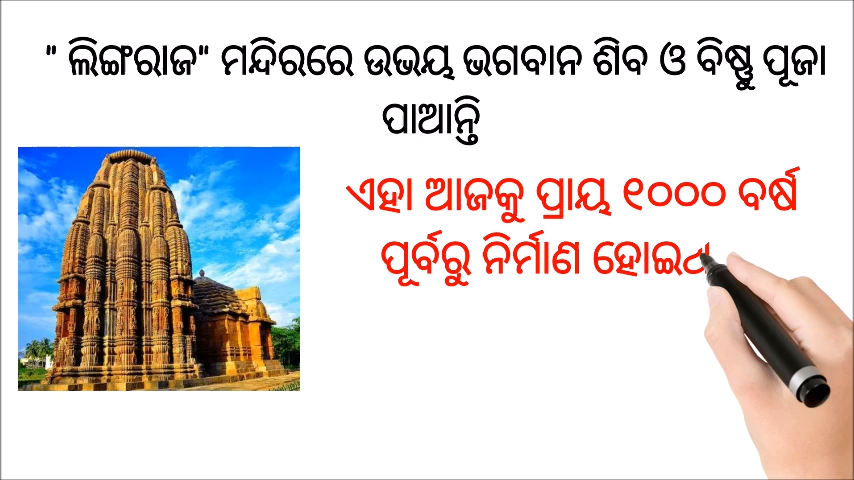 " ଲିଙ୍ଗରାଜ" ମନ୍ଦିରରେ ଉଭୟ ଭଗବାନ ଶିବ ଓ ବିଷ୍ଣୁ ପୂଜା
ପାଆନ୍ତି
ଏହା ଆଜକୁ ପ୍ରାୟ ୧୦୦୦ ବର୍ଷ
ପୂର୍ବରୁ ନିର୍ମାଣ